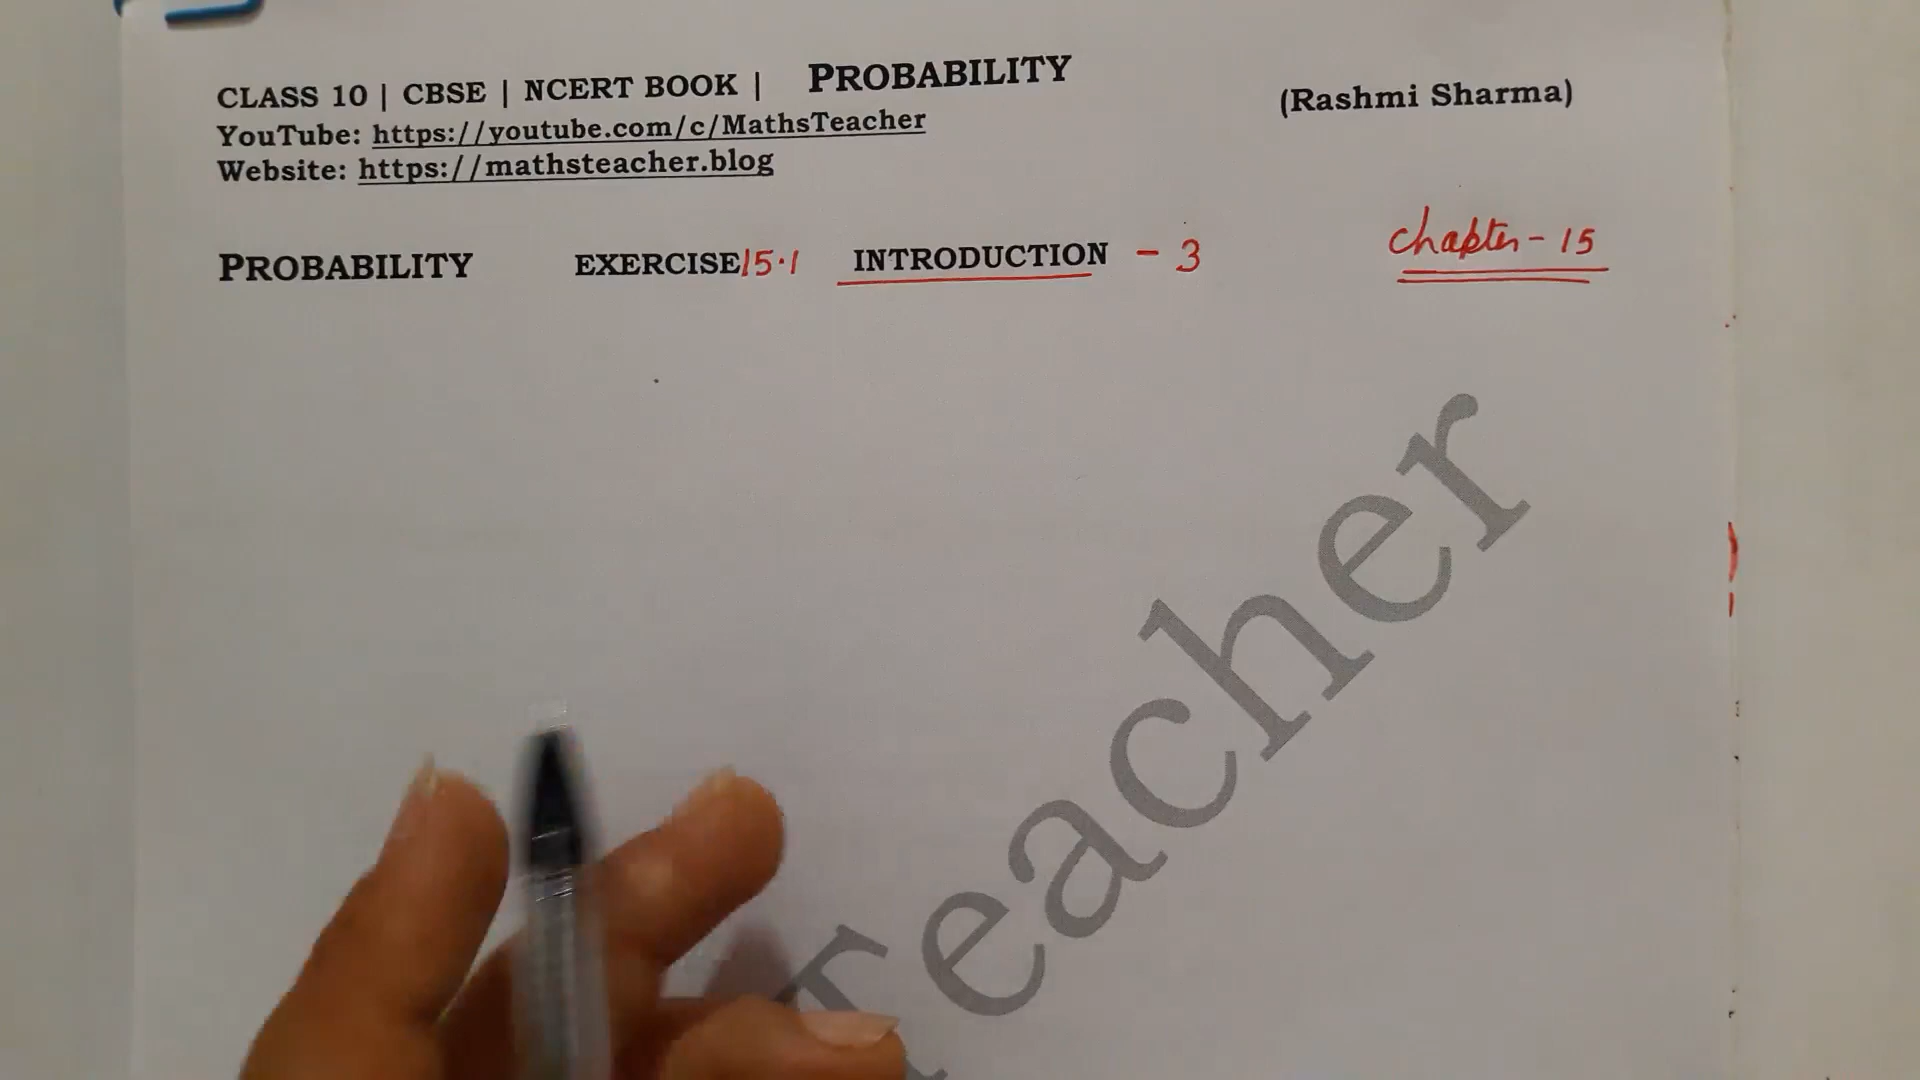 CLASS 10 | CBSE | NCERT BOOK | PROBABILITY (Rashmi Sharma)
YouTube: https://youtube.com/c/MathsTeacher
Website: https://mathsteacher.blog
Chapter - 15
PROBABILITY EXERCISE 15.1 INTRODUCTION - 3
Teacher